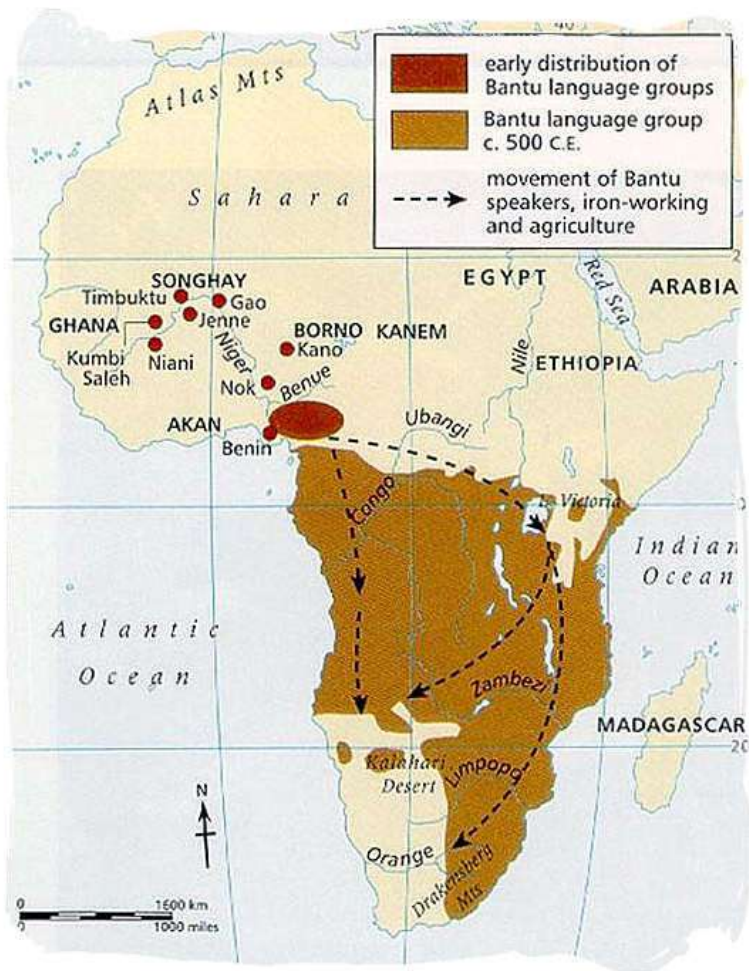 early distribution of
Bantu language groups
Bantu language group
c. 500 C.E.
movement of Bantu
speakers, iron-working
and agriculture
Atlas Mts
Sahara
EGYPT
Red Sea
ARABIA
SONGHAY
Timbuktu
Gao
GHANA
Jenne
BORNO KANEM
Kumbi
Saleh
Niani
Niger
Kano
Nile
ETHIOPIA
Nok
Benue
AKAN
Benin
Ubangi
Congo
L. Victoria
Indian
Ocean
Atlantic
Ocean
Zambezi
MADAGASCAR
20
Kalahari
Desert
Limpopo
N
Orange
Drakensberg
Mts
0 1600 km
0 1000 miles